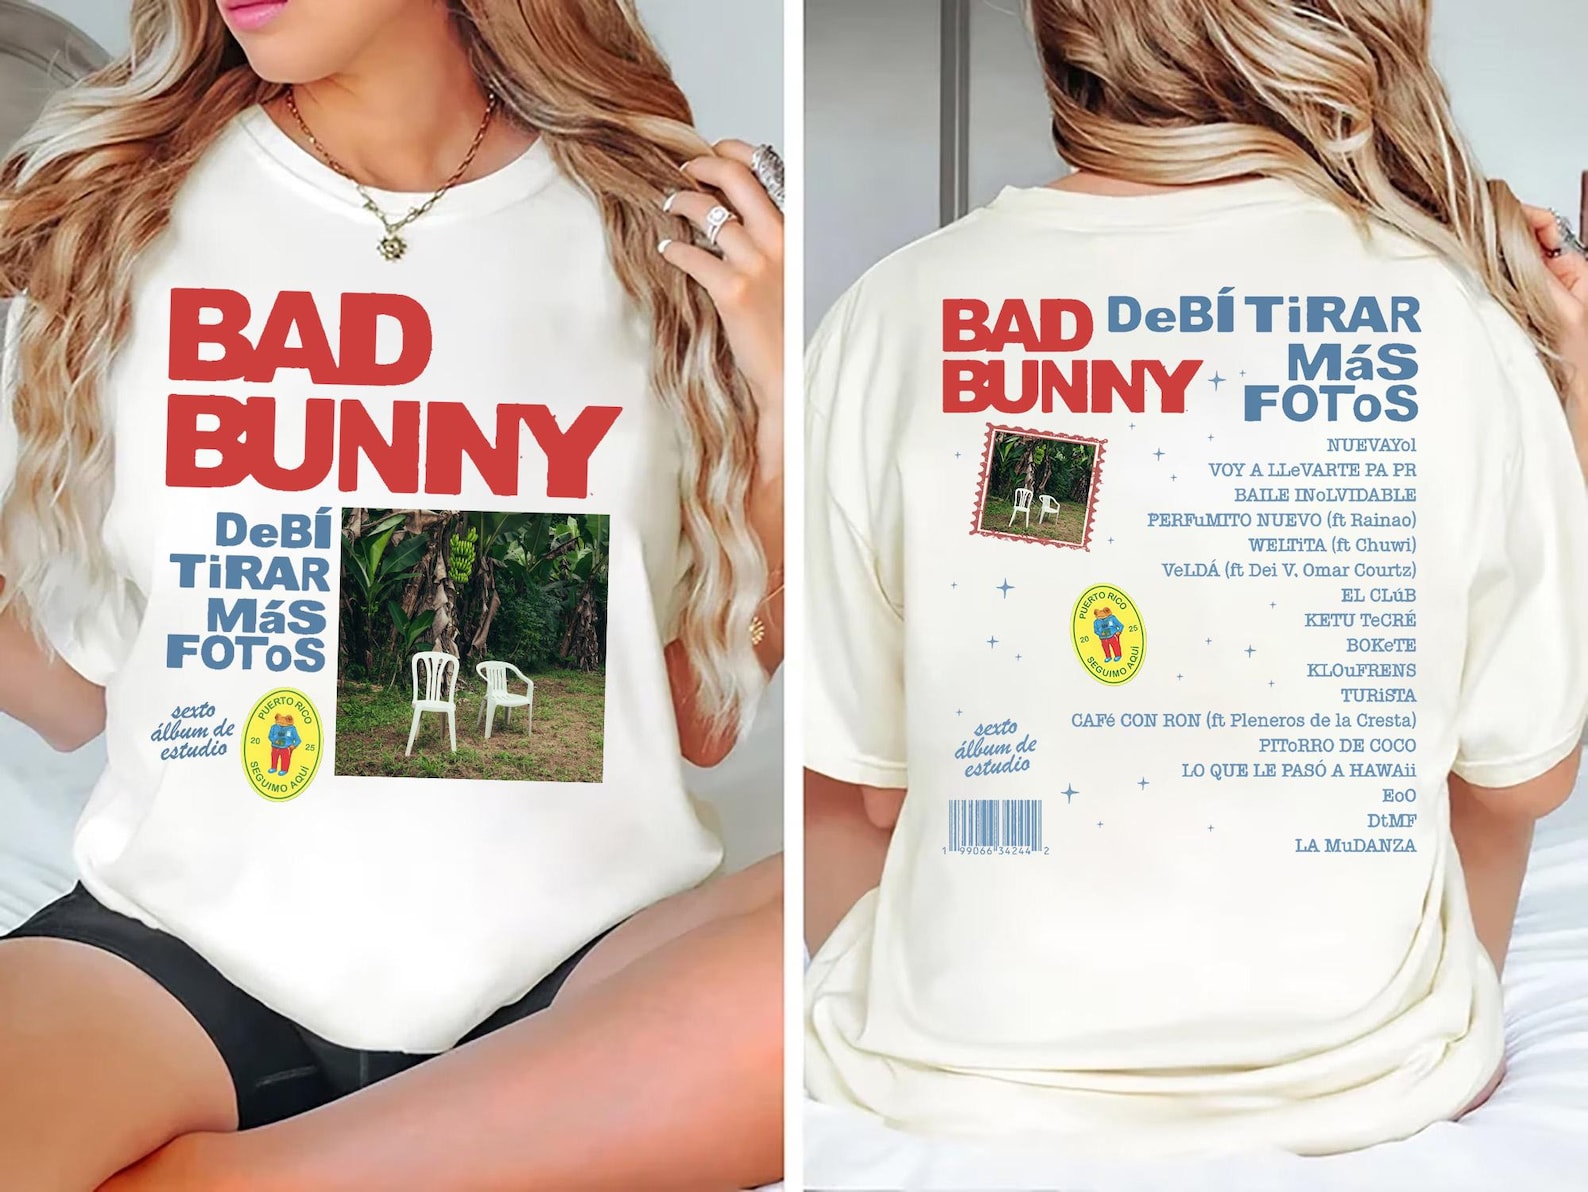 BAD
BUNNY
DeBÍ
TiRAR
MáS
FOToS
sexto
álbum de
estudio
PUERTO RICO
20 25
SEGUIMO AQUÍ
BAD
BUNNY
DeBÍ TiRAR
MáS
FOToS
NUEVAYol
VOY A LLeVARTE PA PR
BAILE INoLVIDABLE
PERFuMITO NUEVO (ft Rainao)
WELTiTA (ft Chuwi)
VeLDÁ (ft Dei V, Omar Courtz)
EL CLúB
KETU TeCRÉ
BOKeTE
KLOuFRENS
TURiSTA
CAFé CON RON (ft Pleneros de la Cresta)
PIToRRO DE COCO
LO QUE LE PASÓ A HAWAii
EoO
DtMF
LA MuDANZA
PUERTO RICO
20 25
SEGUIMO AQUÍ
sexto
álbum de
estudio
1 99066 34244 2